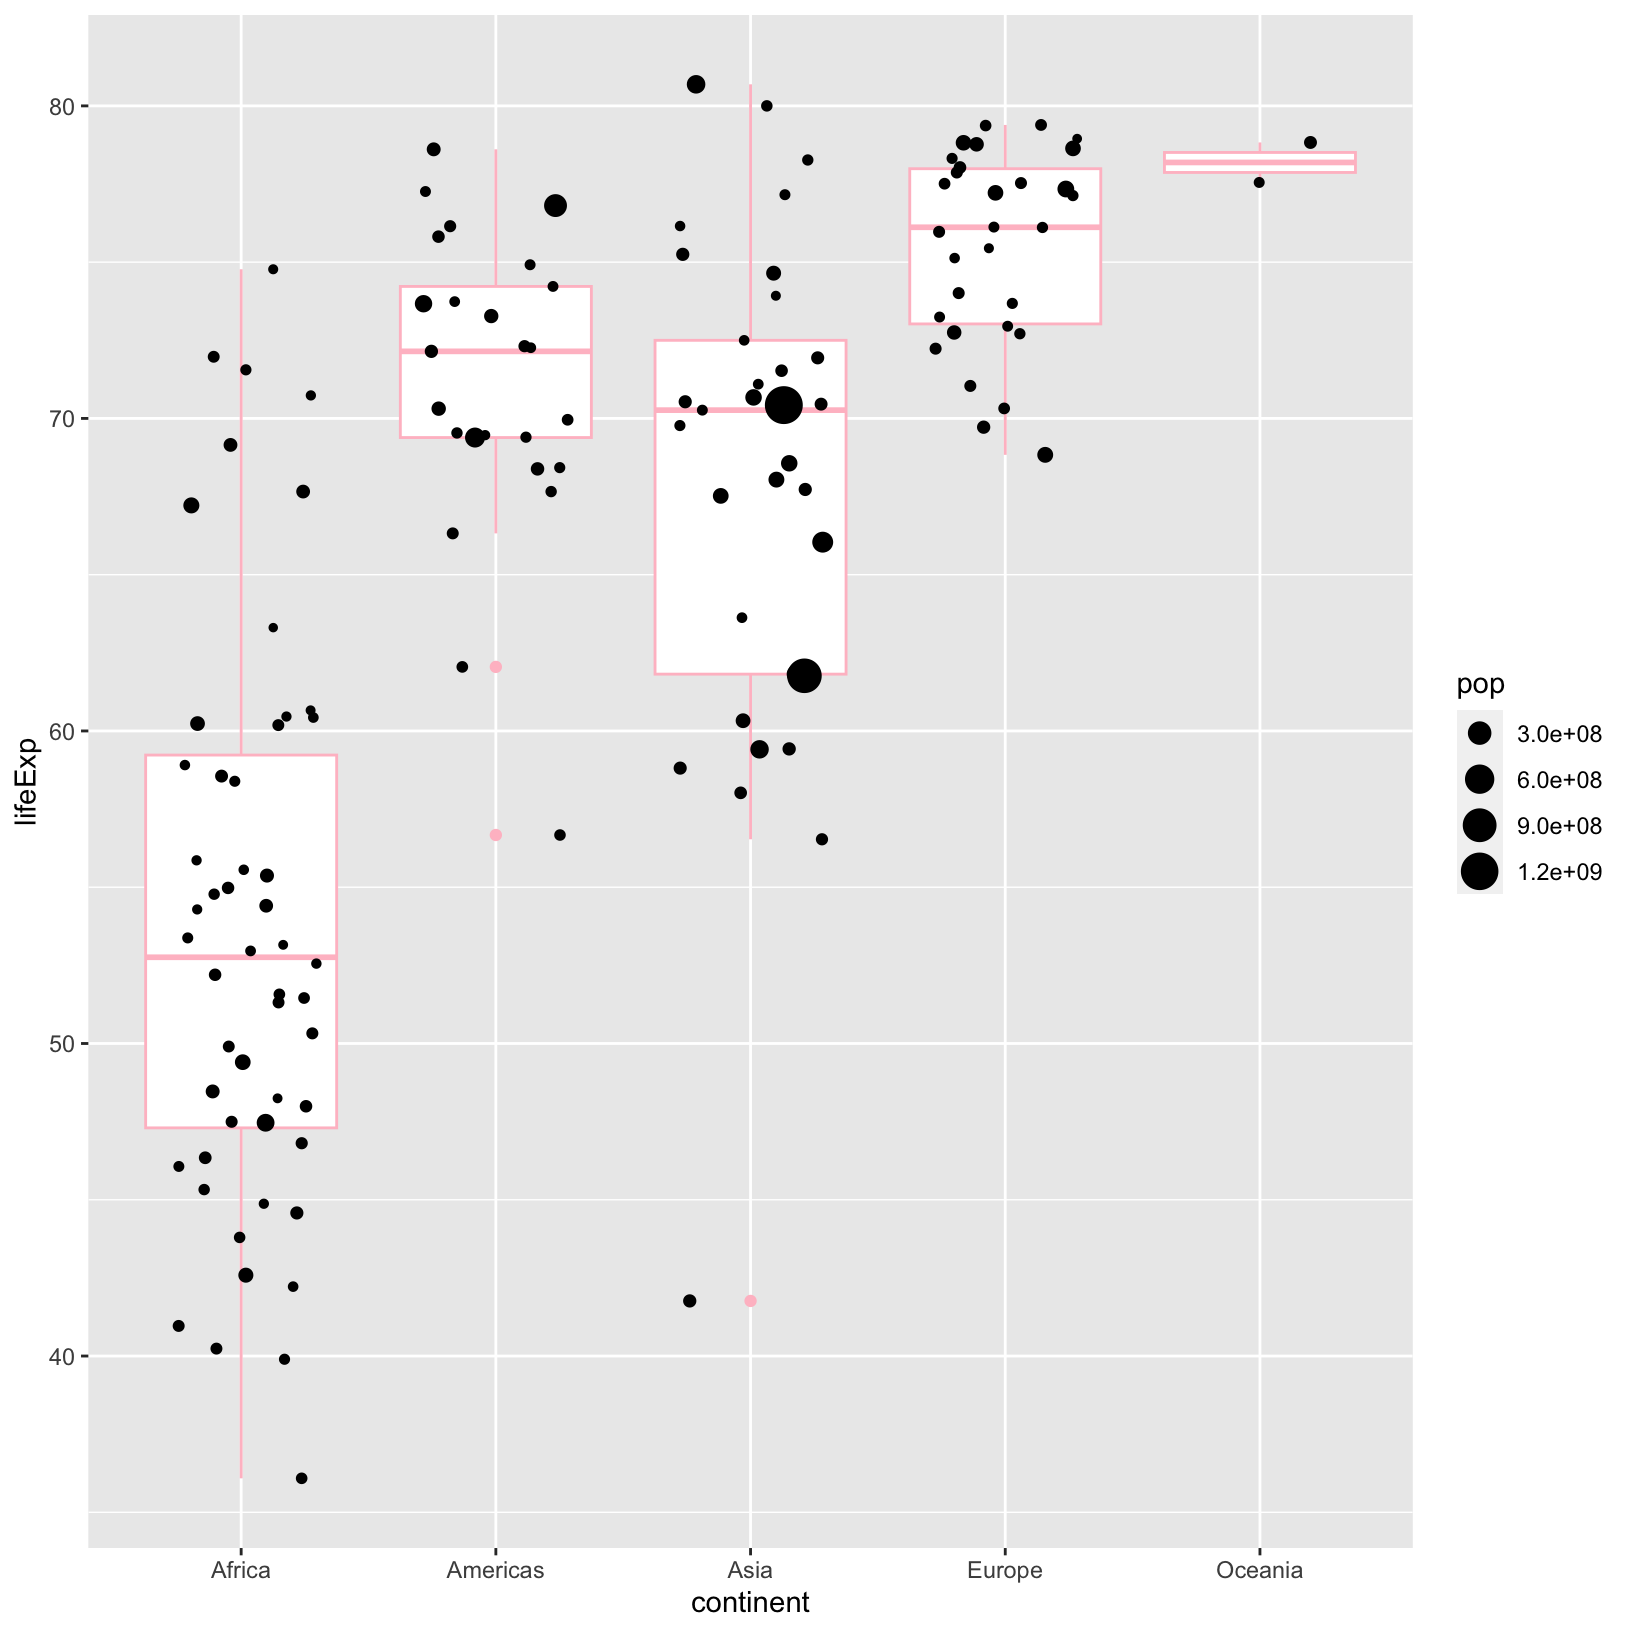 80
70
60
50
40
lifeExp
Africa Americas Asia Europe Oceania
continent
pop
3.0e+08
6.0e+08
9.0e+08
1.2e+09